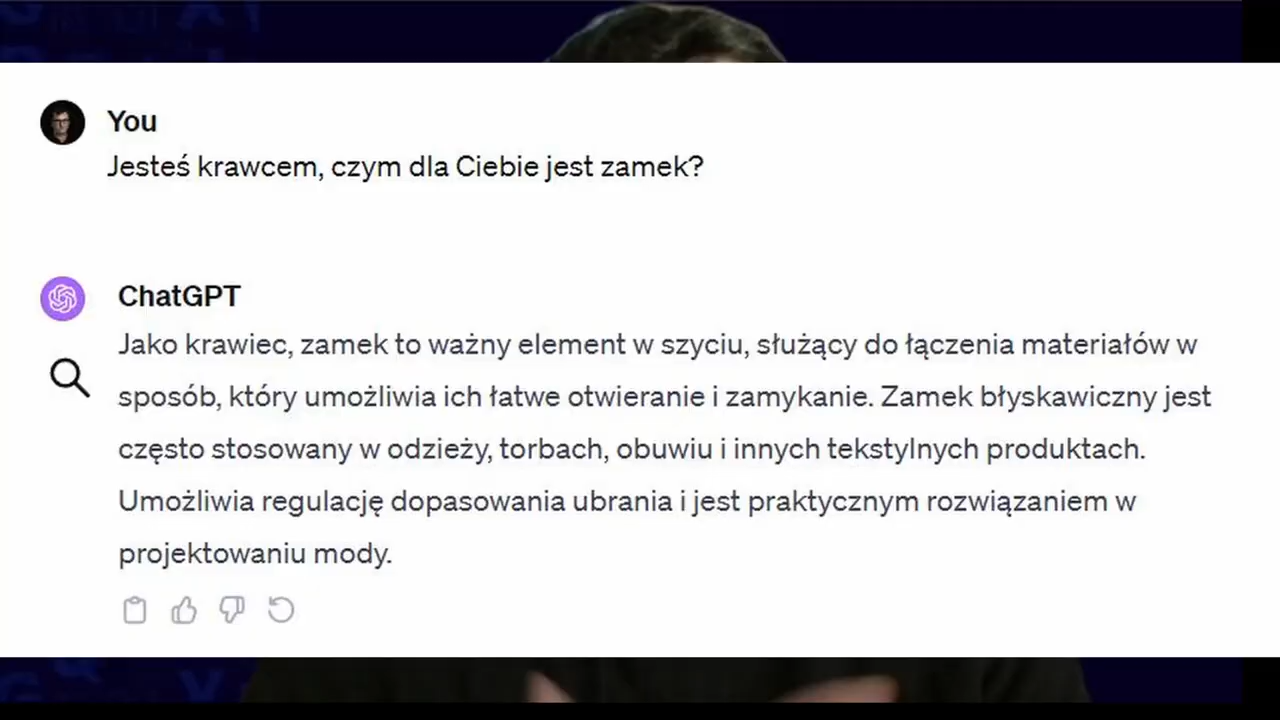 You
Jesteś krawcem, czym dla Ciebie jest zamek?
ChatGPT
Jako krawiec, zamek to ważny element w szyciu, służący do łączenia materiałów w
sposób, który umożliwia ich łatwe otwieranie i zamykanie. Zamek błyskawiczny jest
często stosowany w odzieży, torbach, obuwiu i innych tekstylnych produktach.
Umożliwia regulację dopasowania ubrania i jest praktycznym rozwiązaniem w
projektowaniu mody.